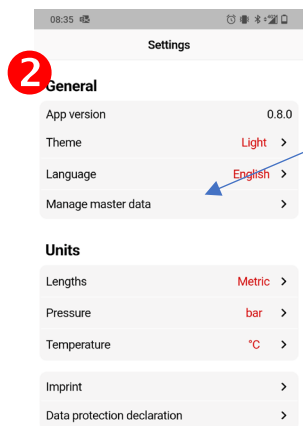 08:35
Settings
2
General
App version 0.8.0
Theme Light >
Language English >
Manage master data >
Units
Lengths Metric >
Pressure bar >
Temperature °C >
Imprint >
Data protection declaration >